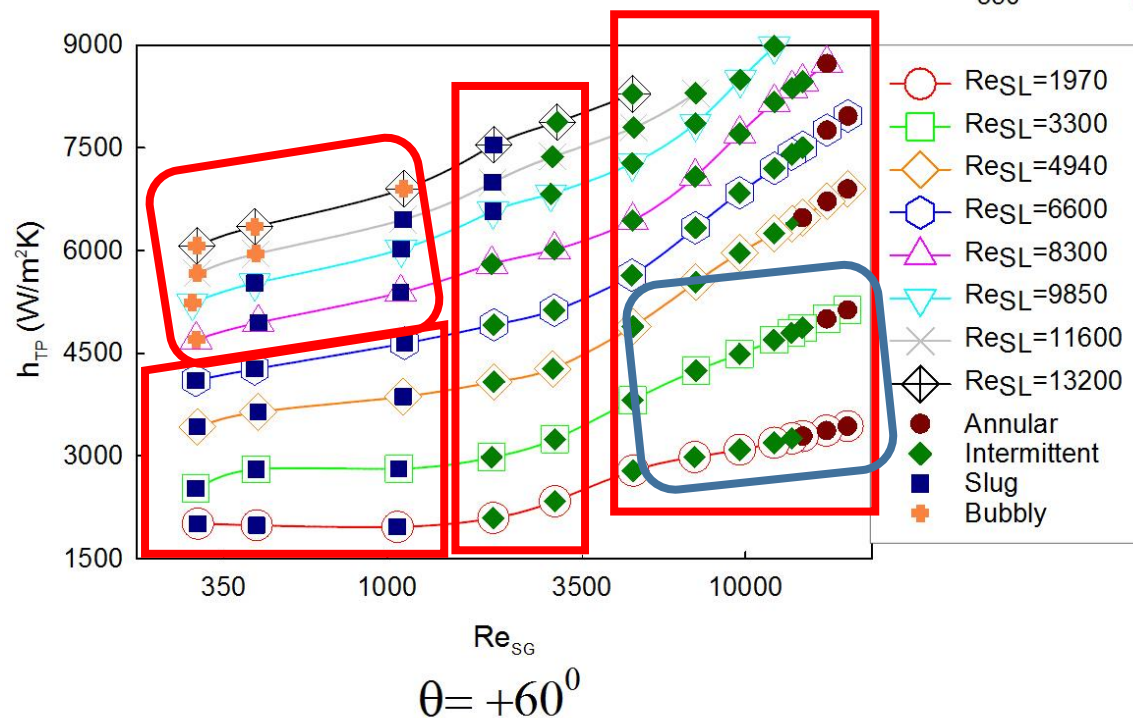 9000
7500
6000
4500
3000
1500
h_TP (W/m²K)
350
1000
3500
10000
Re_SG
θ= +60⁰
Re_SL=1970
Re_SL=3300
Re_SL=4940
Re_SL=6600
Re_SL=8300
Re_SL=9850
Re_SL=11600
Re_SL=13200
Annular
Intermittent
Slug
Bubbly